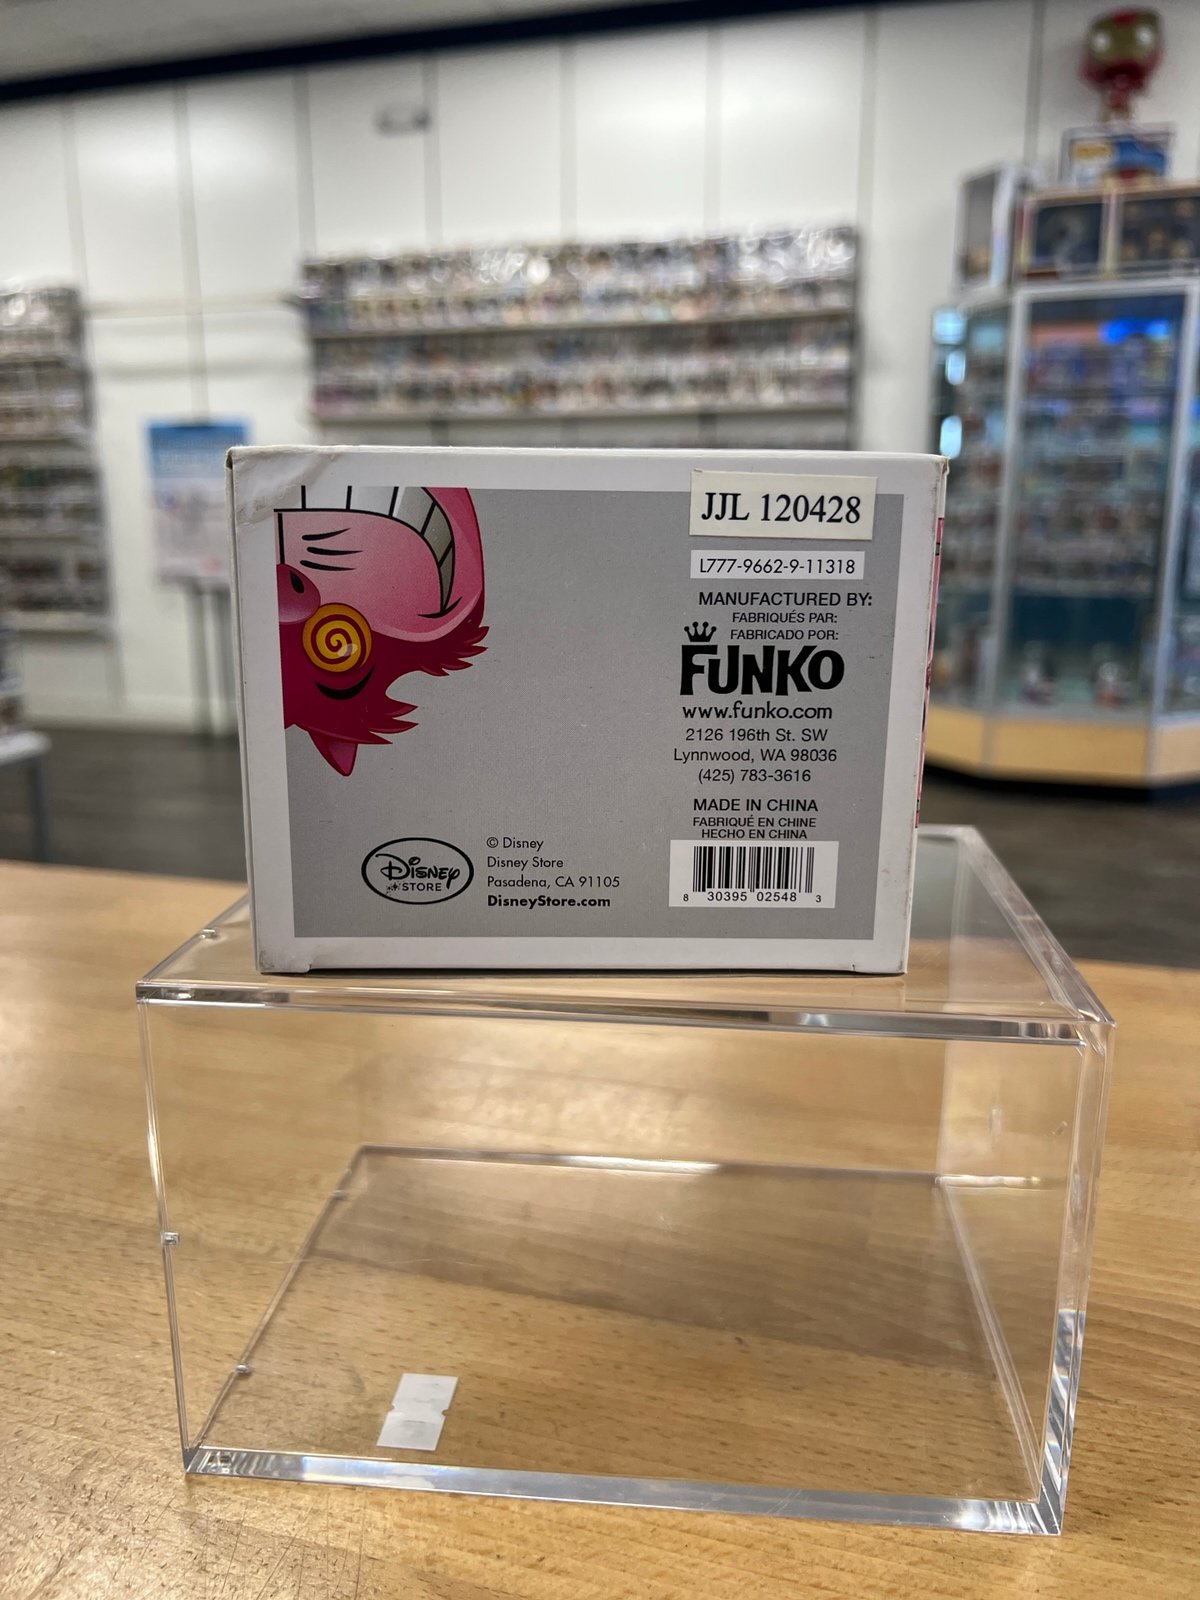 JJL 120428
L777-9662-9-11318
MANUFACTURED BY:
FABRIQUÉS PAR:
FABRICADO POR:
FUNKO
www.funko.com
2126 196th St. SW
Lynnwood, WA 98036
(425) 783-3616
MADE IN CHINA
FABRIQUÉ EN CHINE
HECHO EN CHINA
8 30395 02548 3
Disney
STORE
© Disney
Disney Store
Pasadena, CA 91105
DisneyStore.com